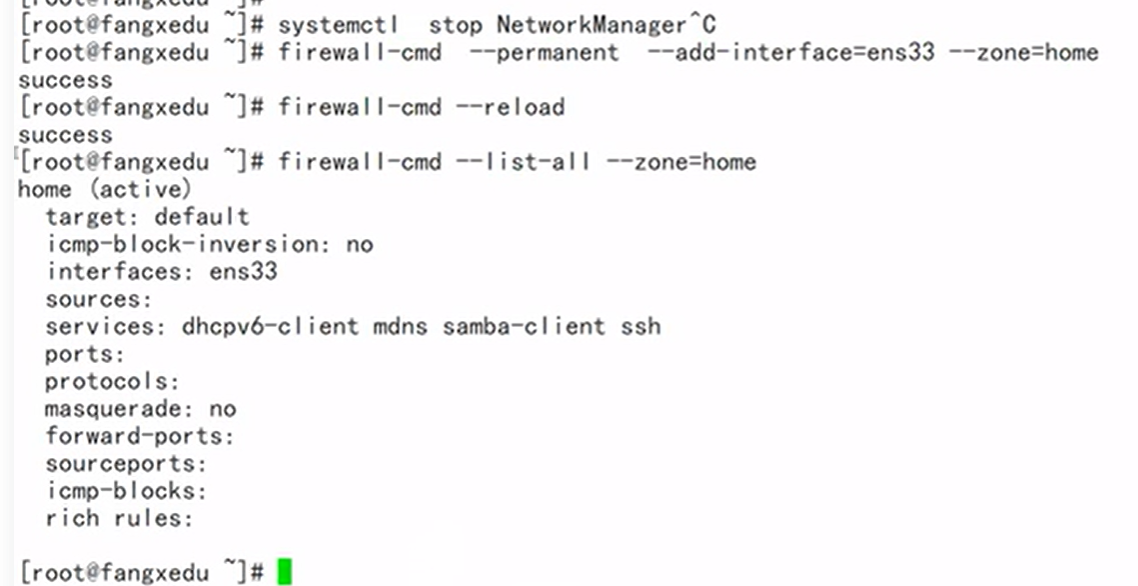 [root@fangxedu ~]# systemctl  stop NetworkManager^C
[root@fangxedu ~]# firewall-cmd  --permanent  --add-interface=ens33 --zone=home
success
[root@fangxedu ~]# firewall-cmd --reload
success
[root@fangxedu ~]# firewall-cmd --list-all --zone=home
home (active)
  target: default
  icmp-block-inversion: no
  interfaces: ens33
  sources:
  services: dhcpv6-client mdns samba-client ssh
  ports:
  protocols:
  masquerade: no
  forward-ports:
  sourceports:
  icmp-blocks:
  rich rules:
[root@fangxedu ~]#